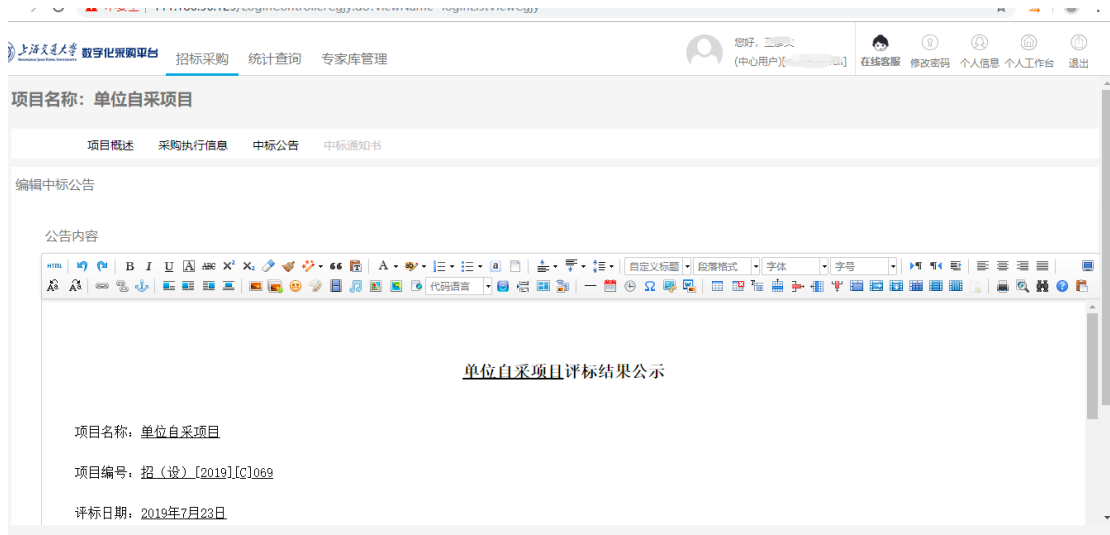 上海交通大学 数字化采购平台 招标采购 统计查询 专家库管理
您好,
(中心用户)[
在线客服 修改密码 个人信息 个人工作台 退出
项目名称：单位自采项目
项目概述 采购执行信息 中标公告 中标通知书
编辑中标公告
公告内容
HTML B I U A ABC X² X₂ 66 A ab a 自定义标题 段落格式 字体 字号
代码语言 Ω
单位自采项目评标结果公示
项目名称：单位自采项目
项目编号：招（设）[2019][C]069
评标日期：2019年7月23日